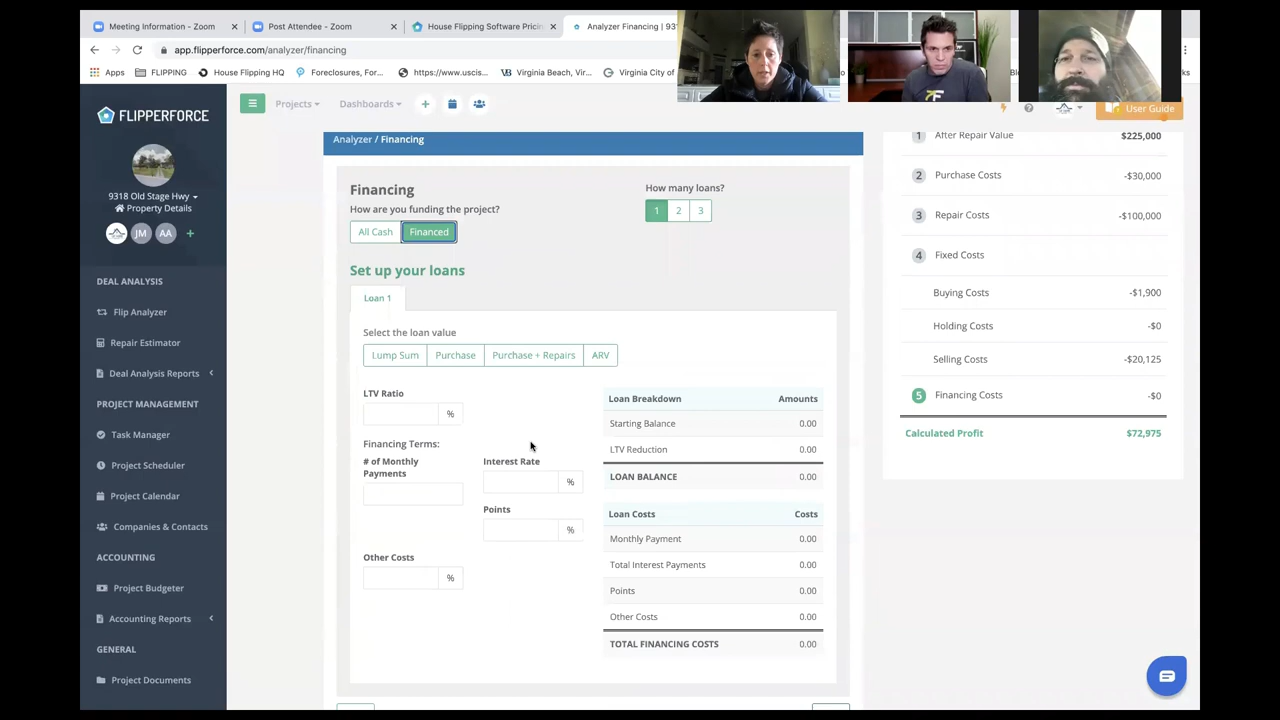 Meeting Information - Zoom
Post Attendee - Zoom
House Flipping Software Pricin
Analyzer Financing | 931
app.flipperforce.com/analyzer/financing
Apps
FLIPPING
House Flipping HQ
Foreclosures, For...
https://www.uscis...
Virginia Beach, Vir...
Virginia City of
FLIPPERFORCE
Projects
Dashboards
User Guide
9318 Old Stage Hwy
Property Details
JM
AA
DEAL ANALYSIS
Flip Analyzer
Repair Estimator
Deal Analysis Reports
PROJECT MANAGEMENT
Task Manager
Project Scheduler
Project Calendar
Companies & Contacts
ACCOUNTING
Project Budgeter
Accounting Reports
GENERAL
Project Documents
Analyzer / Financing
Financing
How are you funding the project?
All Cash
Financed
How many loans?
1 2 3
Set up your loans
Loan 1
Select the loan value
Lump Sum
Purchase
Purchase + Repairs
ARV
LTV Ratio
%
Financing Terms:
# of Monthly
Payments
Interest Rate
%
Points
%
Other Costs
%
Loan Breakdown Amounts
Starting Balance 0.00
LTV Reduction 0.00
LOAN BALANCE 0.00
Loan Costs Costs
Monthly Payment 0.00
Total Interest Payments 0.00
Points 0.00
Other Costs 0.00
TOTAL FINANCING COSTS 0.00
1 After Repair Value $225,000
2 Purchase Costs -$30,000
3 Repair Costs -$100,000
4 Fixed Costs
Buying Costs -$1,900
Holding Costs -$0
Selling Costs -$20,125
5 Financing Costs -$0
Calculated Profit $72,975